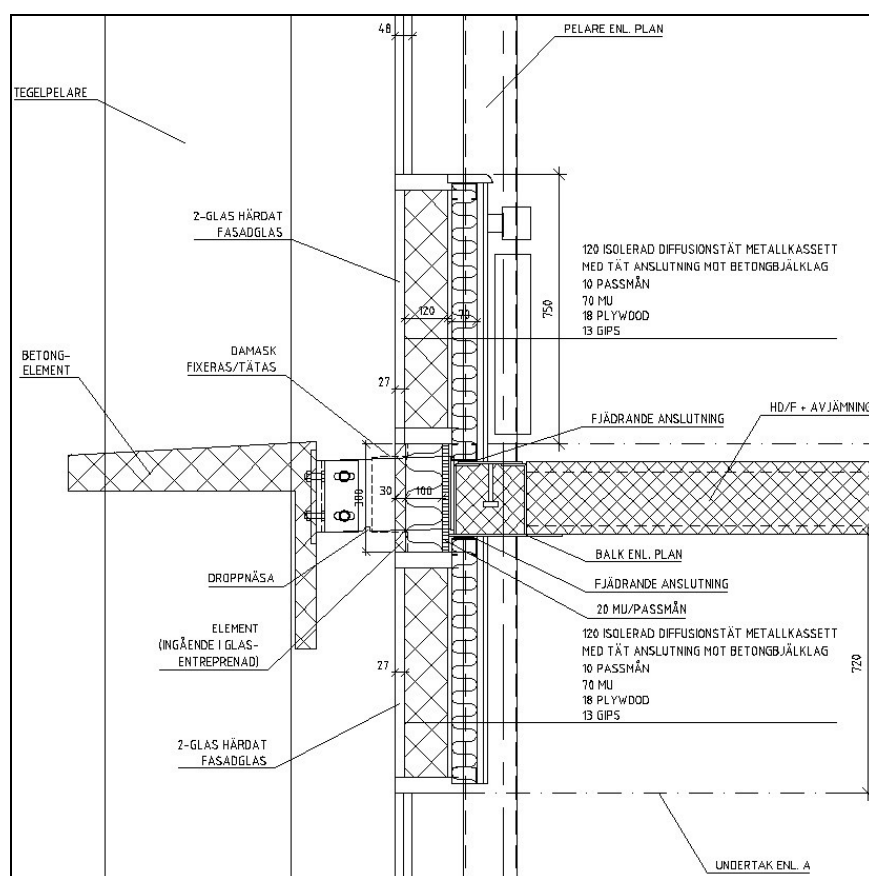 48
PELARE ENL. PLAN
TEGELPELARE
2-GLAS HÄRDAT
FASADGLAS
120 ISOLERAD DIFFUSIONSTÄT METALLKASSETT
MED TÄT ANSLUTNING MOT BETONGBJÄLKLAG
10 PASSMÅN
70 MU
18 PLYWOOD
13 GIPS
750
120
70
DAMASK
FIXERAS/TÄTAS
BETONG-
ELEMENT
27
FJÄDRANDE ANSLUTNING
HD/F + AVJÄMNING
300
30
100
DROPPNÄSA
BALK ENL. PLAN
FJÄDRANDE ANSLUTNING
20 MU/PASSMÅN
ELEMENT
(INGÅENDE I GLAS-
ENTREPRENAD)
120 ISOLERAD DIFFUSIONSTÄT METALLKASSETT
MED TÄT ANSLUTNING MOT BETONGBJÄLKLAG
10 PASSMÅN
70 MU
18 PLYWOOD
13 GIPS
27
720
2-GLAS HÄRDAT
FASADGLAS
UNDERTAK ENL. A